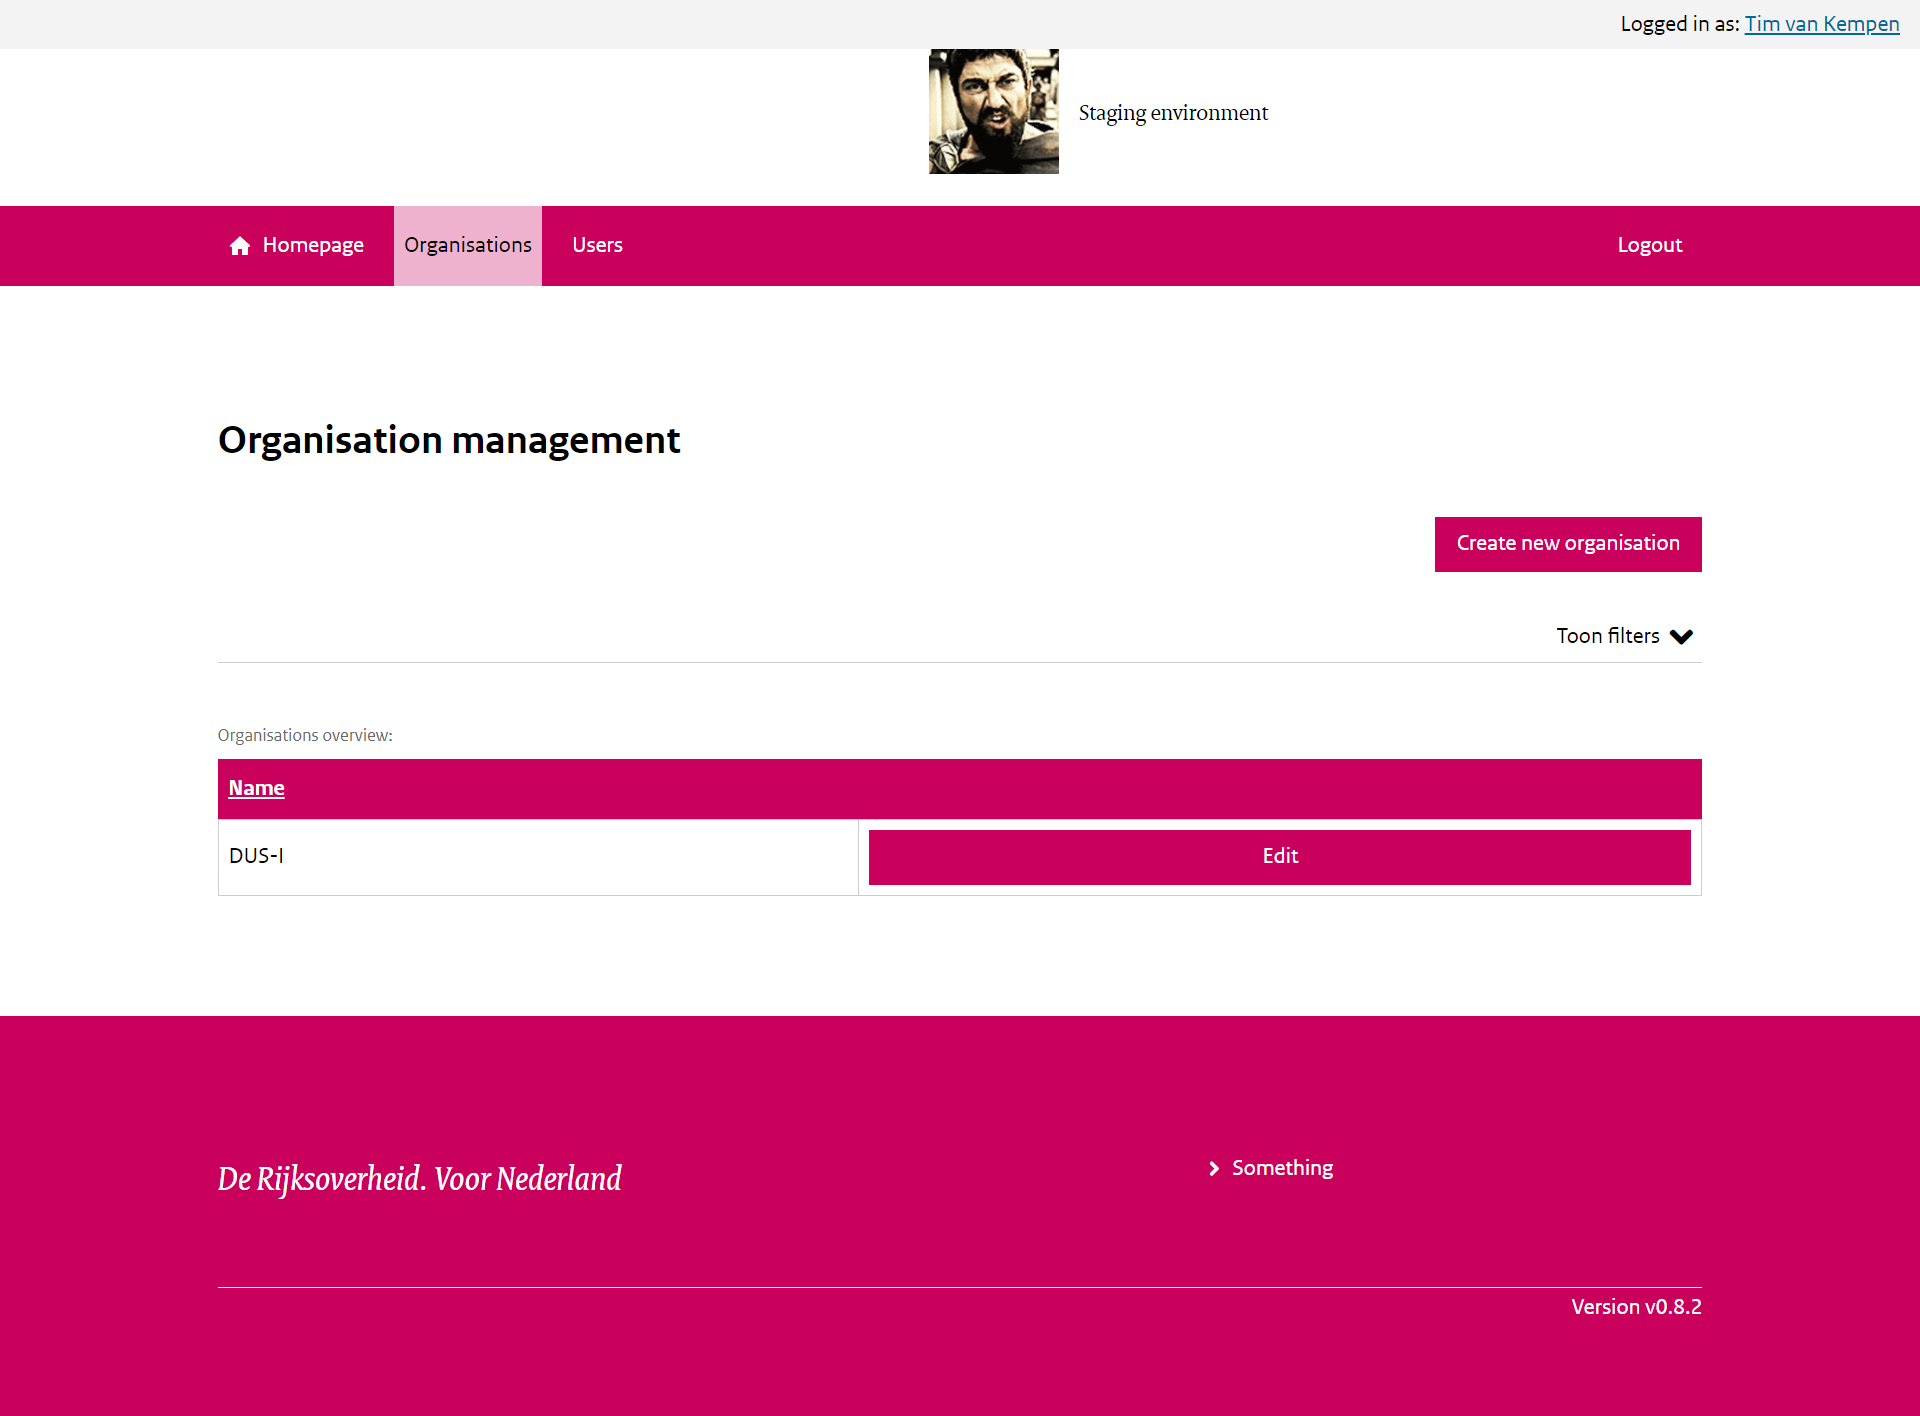 Logged in as: Tim van Kempen
Staging environment
Homepage Organisations Users Logout
Organisation management
Create new organisation
Toon filters
Organisations overview:
Name
DUS-I Edit
De Rijksoverheid. Voor Nederland
Something
Version v0.8.2